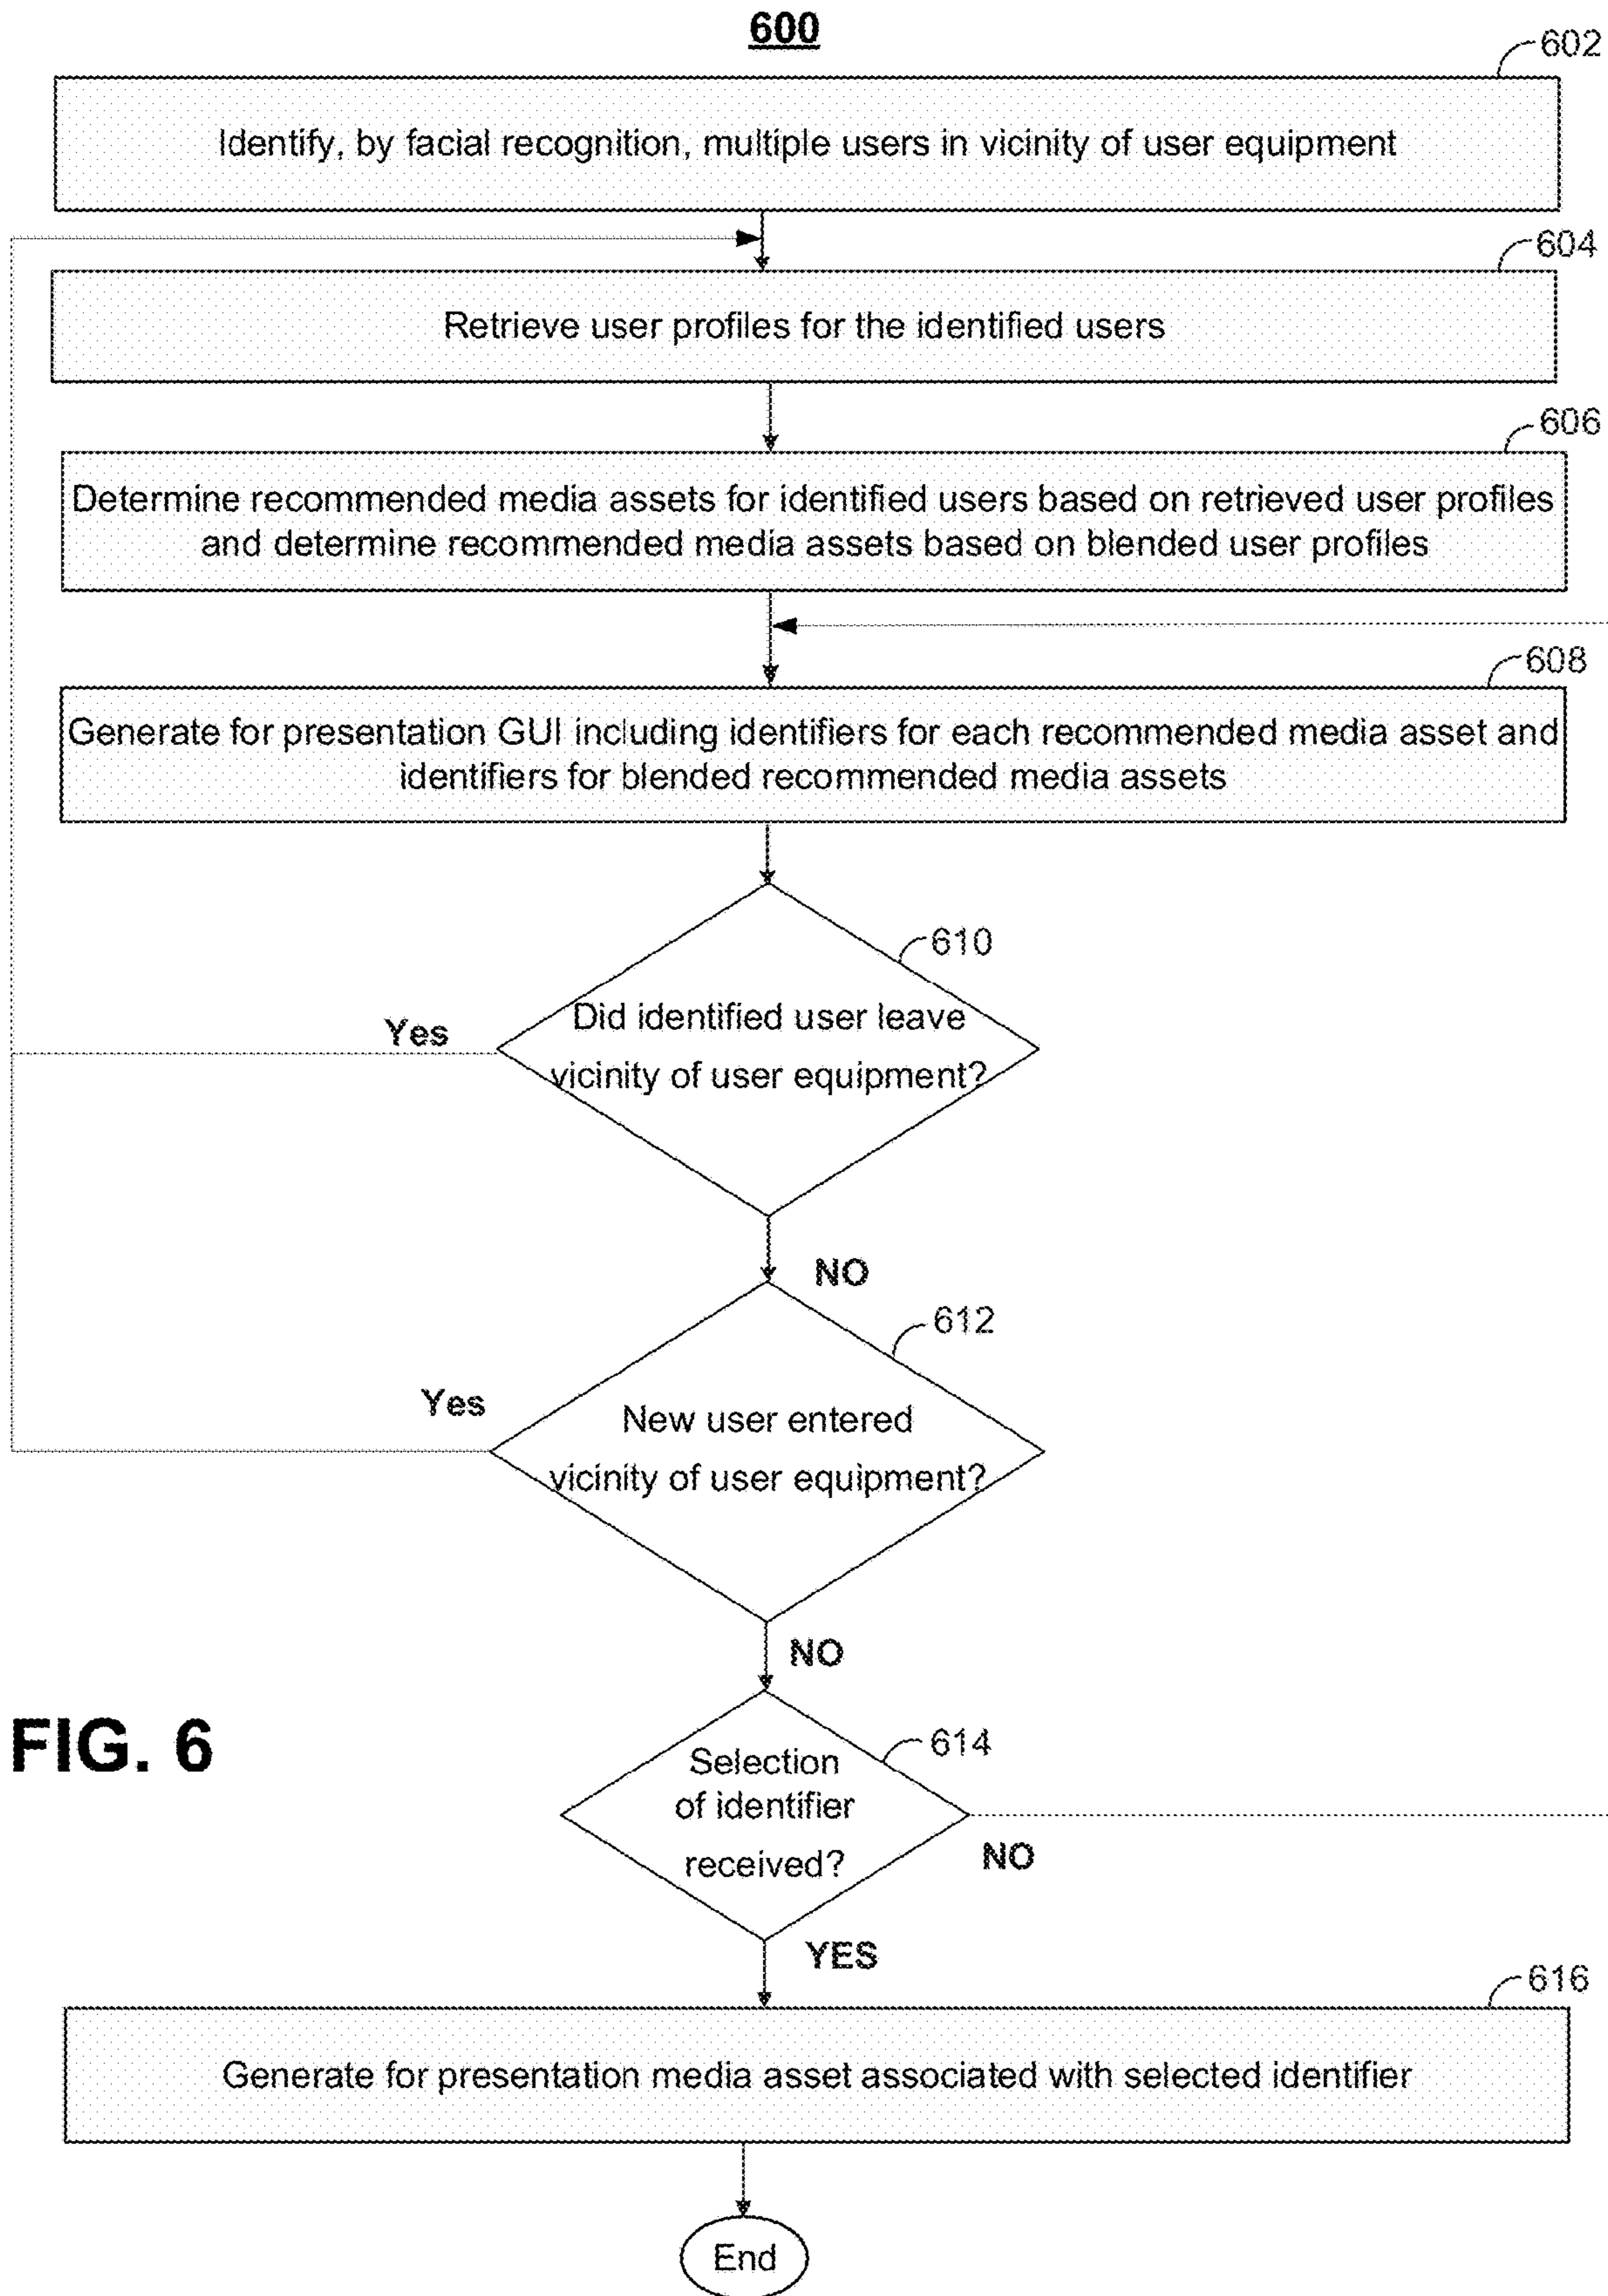 600
602
Identify, by facial recognition, multiple users in vicinity of user equipment
604
Retrieve user profiles for the identified users
606
Determine recommended media assets for identified users based on retrieved user profiles
and determine recommended media assets based on blended user profiles
608
Generate for presentation GUI including identifiers for each recommended media asset and
identifiers for blended recommended media assets
610
Did identified user leave
vicinity of user equipment?
Yes
NO
612
New user entered
vicinity of user equipment?
Yes
NO
FIG. 6
614
Selection
of identifier
received?
NO
YES
616
Generate for presentation media asset associated with selected identifier
End